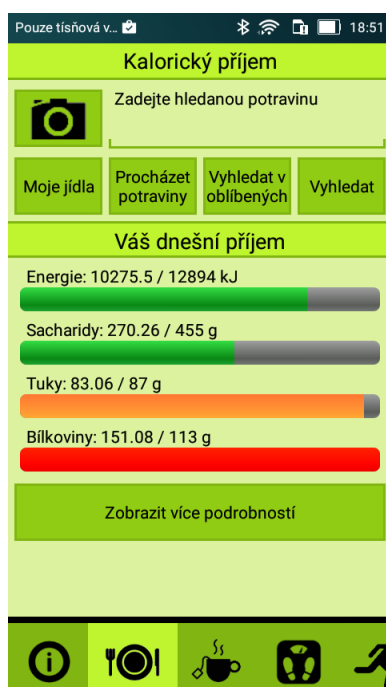 Pouze tísňová v... 18:51
Kalorický příjem
Zadejte hledanou potravinu
Moje jídla
Procházet
potraviny
Vyhledat v
oblíbených
Vyhledat
Váš dnešní příjem
Energie: 10275.5 / 12894 kJ
Sacharidy: 270.26 / 455 g
Tuky: 83.06 / 87 g
Bílkoviny: 151.08 / 113 g
Zobrazit více podrobností